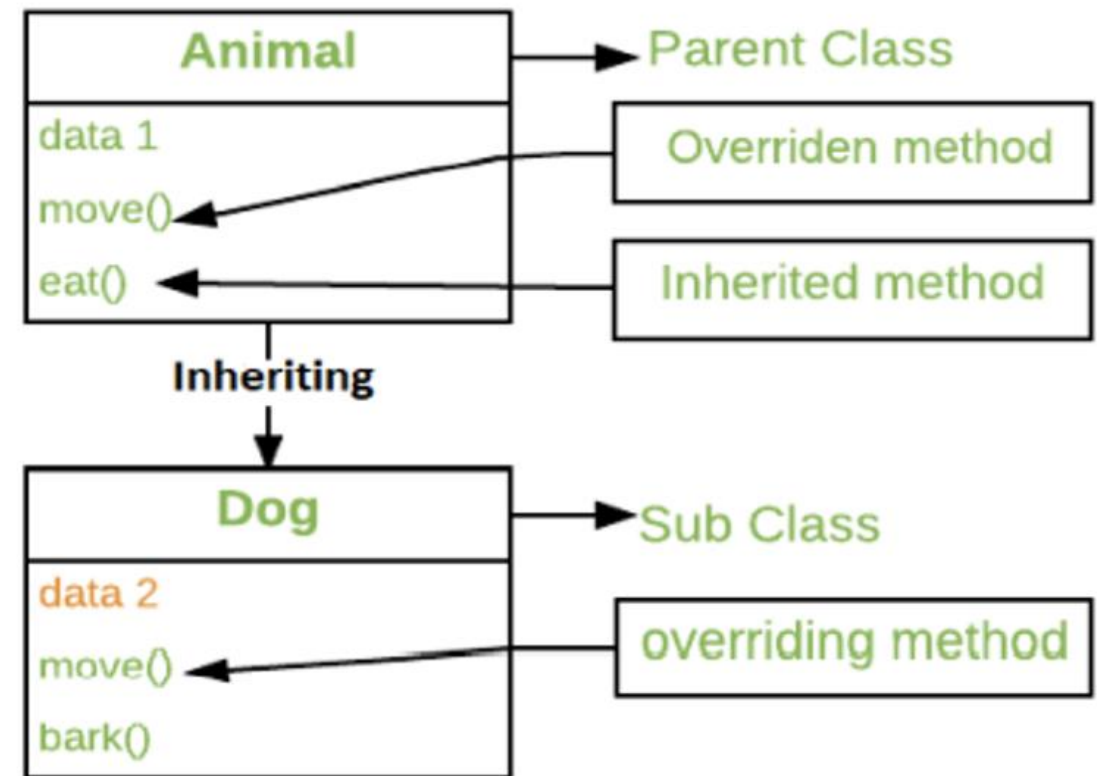 Animal
Parent Class
data 1
Overriden method
move()
eat()
Inherited method
Inheriting
Dog
Sub Class
data 2
move()
overriding method
bark()